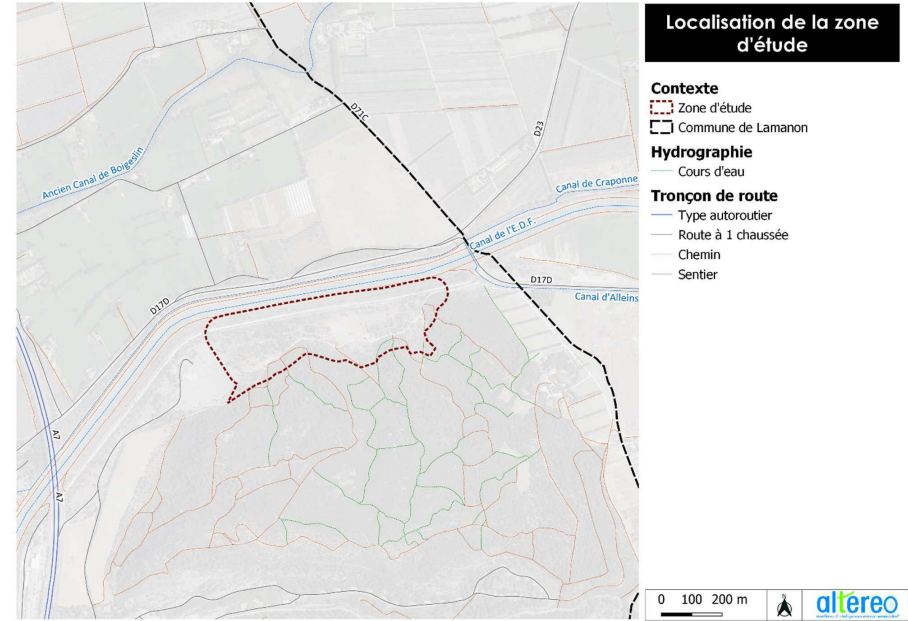 Localisation de la zone
d'étude
Contexte
Zone d'étude
Commune de Lamanon
Hydrographie
Cours d'eau
Tronçon de route
Type autoroutier
Route à 1 chaussée
Chemin
Sentier
D71C
D23
Ancien Canal de Boigeslin
Canal de Craponne
Canal de l'E.D.F.
D17D
D17D
Canal d'Alleins
A7
A7
0 100 200 m
altereo